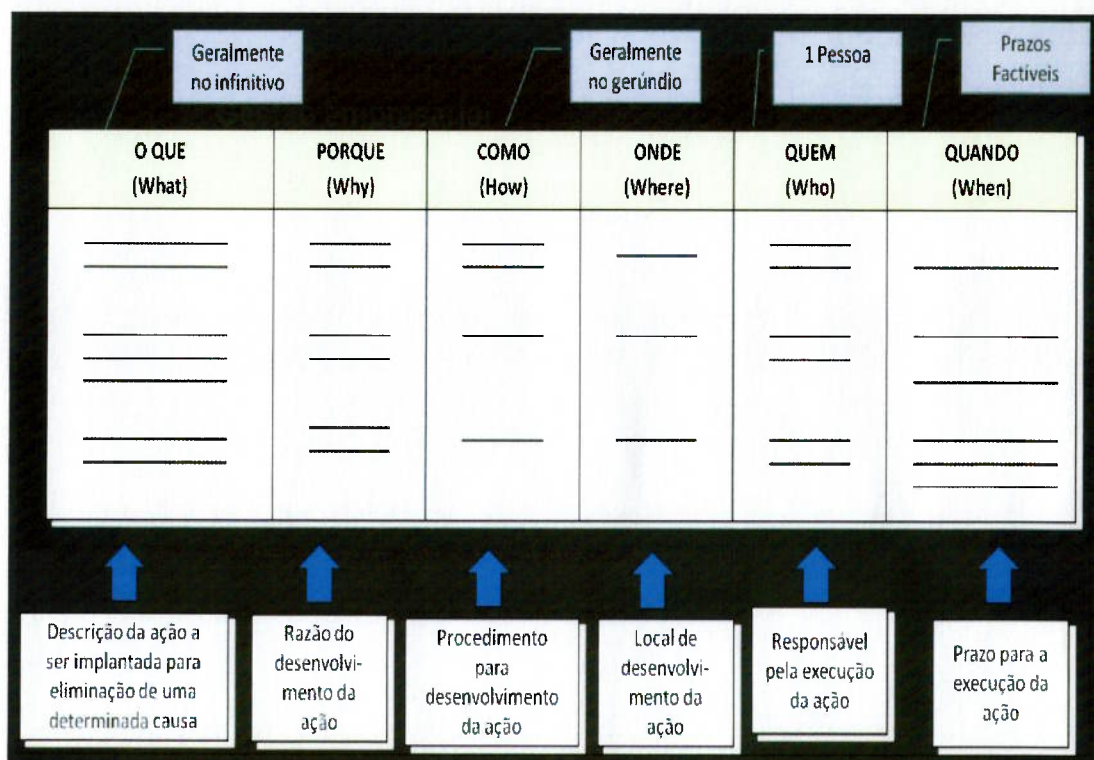 Geralmente
no infinitivo
Geralmente
no gerúndio
1 Pessoa
Prazos
Factíveis
O QUE
(What)
PORQUE
(Why)
COMO
(How)
ONDE
(Where)
QUEM
(Who)
QUANDO
(When)
Descrição da ação a
ser implantada para
eliminação de uma
determinada causa
Razão do
desenvolvi-
mento da
ação
Procedimento
para
desenvolvimento
da ação
Local de
desenvolvi-
mento da
ação
Responsável
pela execução
da ação
Prazo para a
execução da
ação